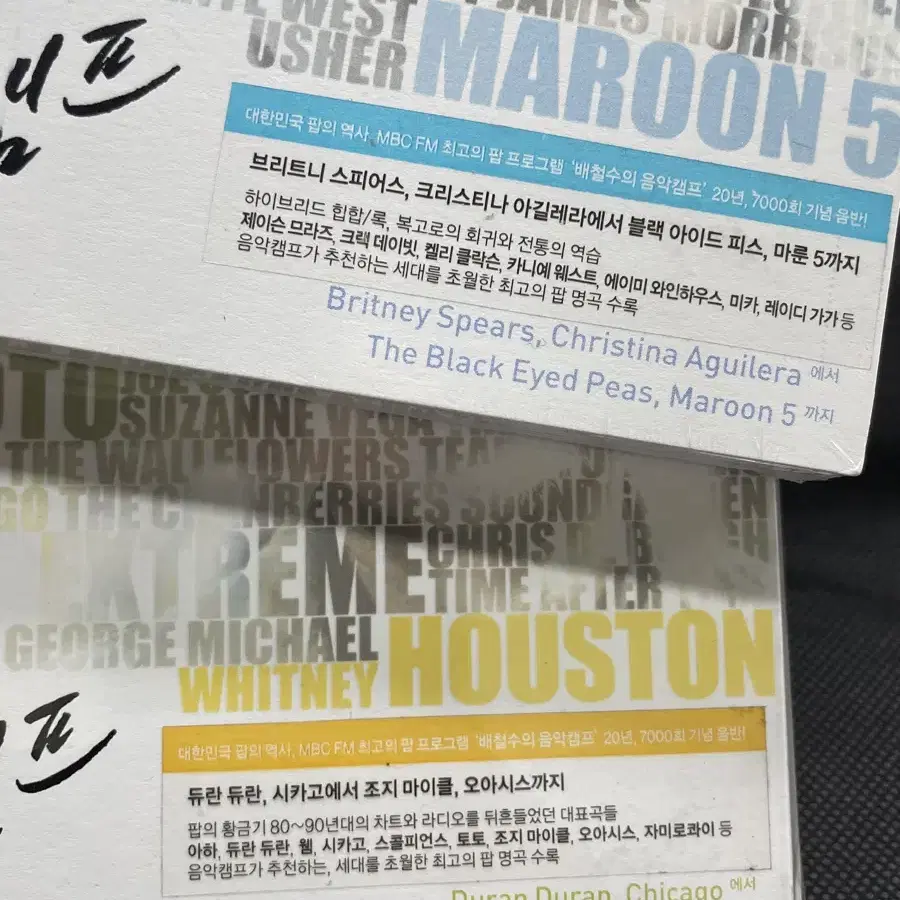 WEST
JAMES MORRISON
USHER MAROON 5
캠프
대한민국 팝의 역사 MBC FM 최고의 팝 프로그램 '배철수의 음악캠프' 20년, 7000회 기념 음반!
브리트니 스피어스, 크리스티나 아길레라에서 블랙 아이드 피스, 마룬 5까지
하이브리드 힙합/록, 복고로의 회귀와 전통의 역습
제이슨 므라즈, 크랙 데이빗, 켈리 클락슨, 카니예 웨스트, 에이미 와인하우스, 미카, 레이디 가가 등
음악캠프가 추천하는 세대를 초월한 최고의 팝 명곡 수록
Britney Spears, Christina Aguilera 에서
The Black Eyed Peas, Maroon 5 까지
SUZANNE VEGA
THE WALLFLOWERS
GO THE CRANBERRIES SOUND
EXTREME CHRIS
TIME AFTER
GEORGE MICHAEL
WHITNEY HOUSTON
프
대한민국 팝의 역사, MBC FM 최고의 팝 프로그램 '배철수의 음악캠프' 20년, 7000회 기념 음반!
듀란 듀란, 시카고에서 조지 마이클, 오아시스까지
팝의 황금기 80~90년대의 차트와 라디오를 뒤흔들었던 대표곡들
아하, 듀란 듀란, 웸, 시카고, 스콜피언스, 토토, 조지 마이클, 오아시스, 자미로콰이 등
음악캠프가 추천하는, 세대를 초월한 최고의 팝 명곡 수록
Duran Duran, Chicago 에서